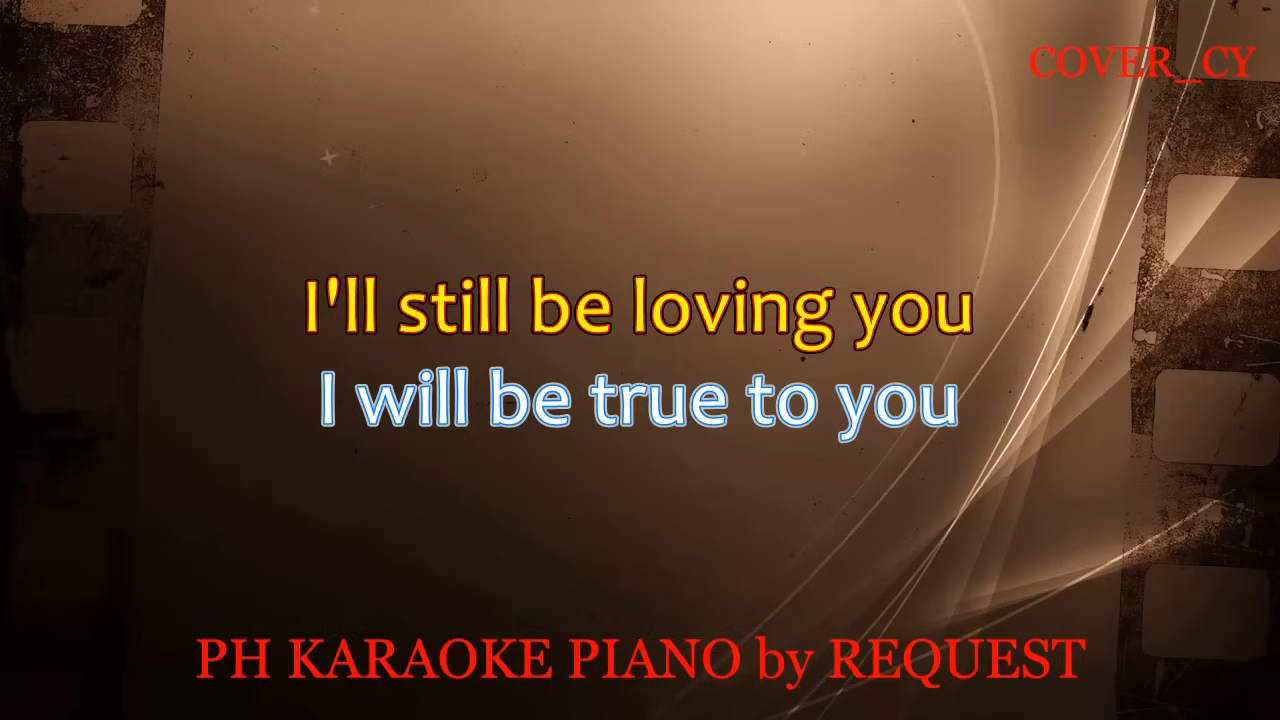 COVER_CY
I'll still be loving you
I will be true to you
PH KARAOKE PIANO by REQUEST